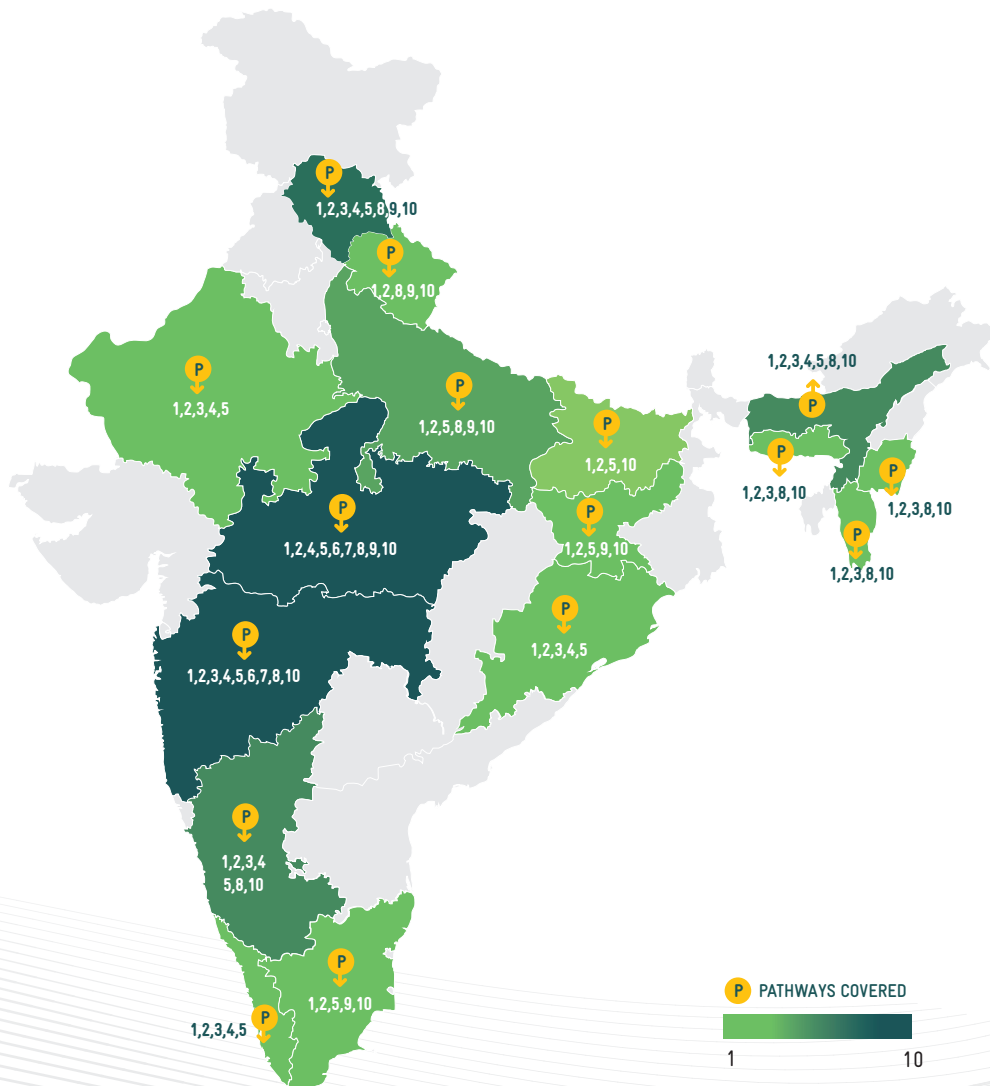 P
1,2,3,4,5,8,9,10
P
1,2,8,9,10
P
1,2,3,4,5
P
1,2,5,8,9,10
P
1,2,5,10
1,2,3,4,5,8,10
P
P
1,2,3,8,10
P
1,2,3,8,10
P
1,2,3,8,10
P
1,2,4,5,6,7,8,9,10
P
1,2,5,9,10
P
1,2,3,4,5
P
1,2,3,4,5,6,7,8,10
P
1,2,3,4
5,8,10
P
1,2,5,9,10
P
1,2,3,4,5
P PATHWAYS COVERED
1 10